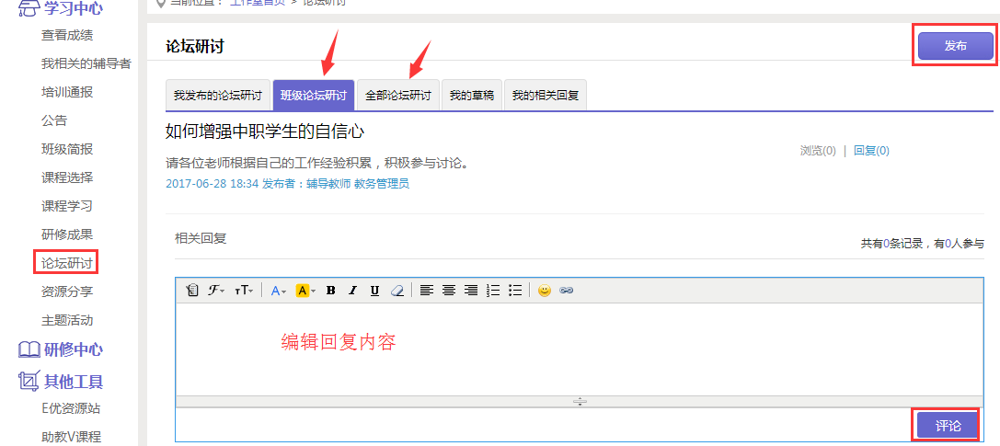 学习中心
查看成绩
我相关的辅导者
培训通报
公告
班级简报
课程选择
课程学习
研修成果
论坛研讨
资源分享
主题活动
研修中心
其他工具
E优资源站
助教V课程
当前位置： 工作室首页 > 论坛研讨
论坛研讨
发布
我发布的论坛研讨 班级论坛研讨 全部论坛研讨 我的草稿 我的相关回复
如何增强中职学生的自信心
浏览(0) | 回复(0)
请各位老师根据自己的工作经验积累，积极参与讨论。
2017-06-28 18:34 发布者：辅导教师 教务管理员
相关回复
共有0条记录，有0人参与
编辑回复内容
评论